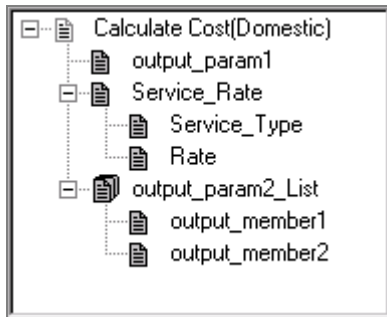 Calculate Cost(Domestic)
output_param1
Service_Rate
Service_Type
Rate
output_param2_List
output_member1
output_member2